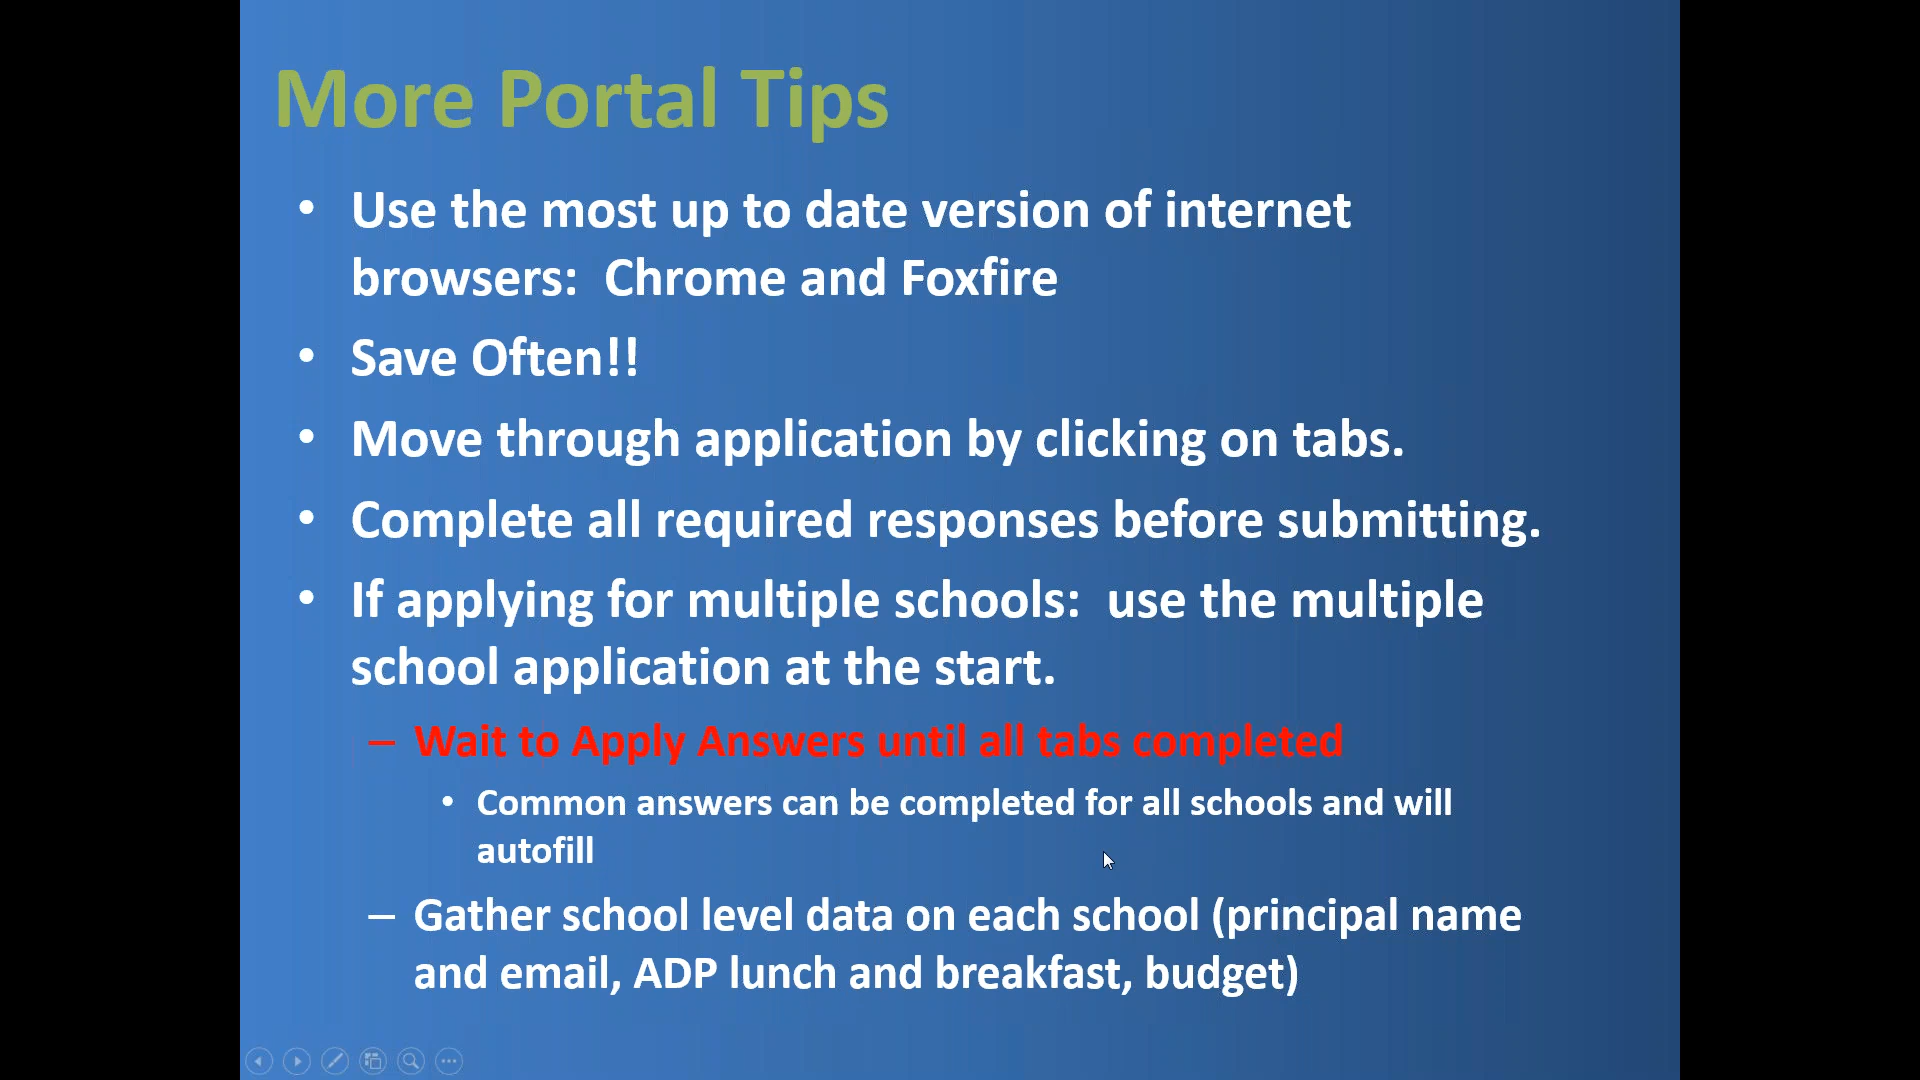 More Portal Tips
• Use the most up to date version of internet
browsers:  Chrome and Foxfire
• Save Often!!
• Move through application by clicking on tabs.
• Complete all required responses before submitting.
• If applying for multiple schools:  use the multiple
school application at the start.
– Wait to Apply Answers until all tabs completed
• Common answers can be completed for all schools and will
autofill
– Gather school level data on each school (principal name
and email, ADP lunch and breakfast, budget)